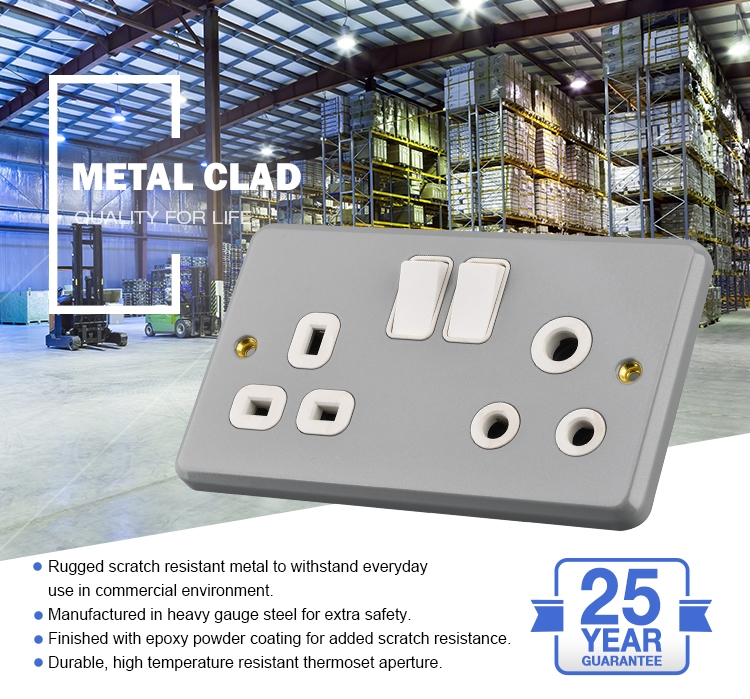 METAL CLAD
QUALITY FOR LIFE
Rugged scratch resistant metal to withstand everyday
use in commercial environment.
Manufactured in heavy gauge steel for extra safety.
Finished with epoxy powder coating for added scratch resistance.
Durable, high temperature resistant thermoset aperture.
25
YEAR
GUARANTEE